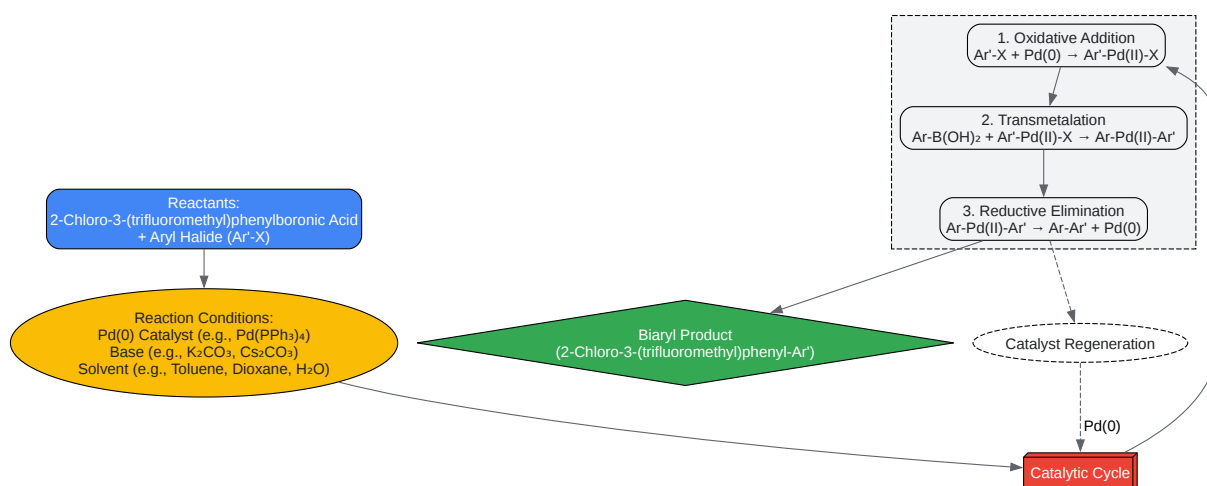 1. Oxidative Addition
Ar'-X + Pd(0) → Ar'-Pd(II)-X
2. Transmetalation
Ar-B(OH)₂ + Ar'-Pd(II)-X → Ar-Pd(II)-Ar'
Reactants:
2-Chloro-3-(trifluoromethyl)phenylboronic Acid
+ Aryl Halide (Ar'-X)
3. Reductive Elimination
Ar-Pd(II)-Ar' → Ar-Ar' + Pd(0)
Reaction Conditions:
Pd(0) Catalyst (e.g., Pd(PPh₃)₄)
Base (e.g., K₂CO₃, Cs₂CO₃)
Solvent (e.g., Toluene, Dioxane, H₂O)
Biaryl Product
(2-Chloro-3-(trifluoromethyl)phenyl-Ar')
Catalyst Regeneration
Pd(0)
Catalytic Cycle